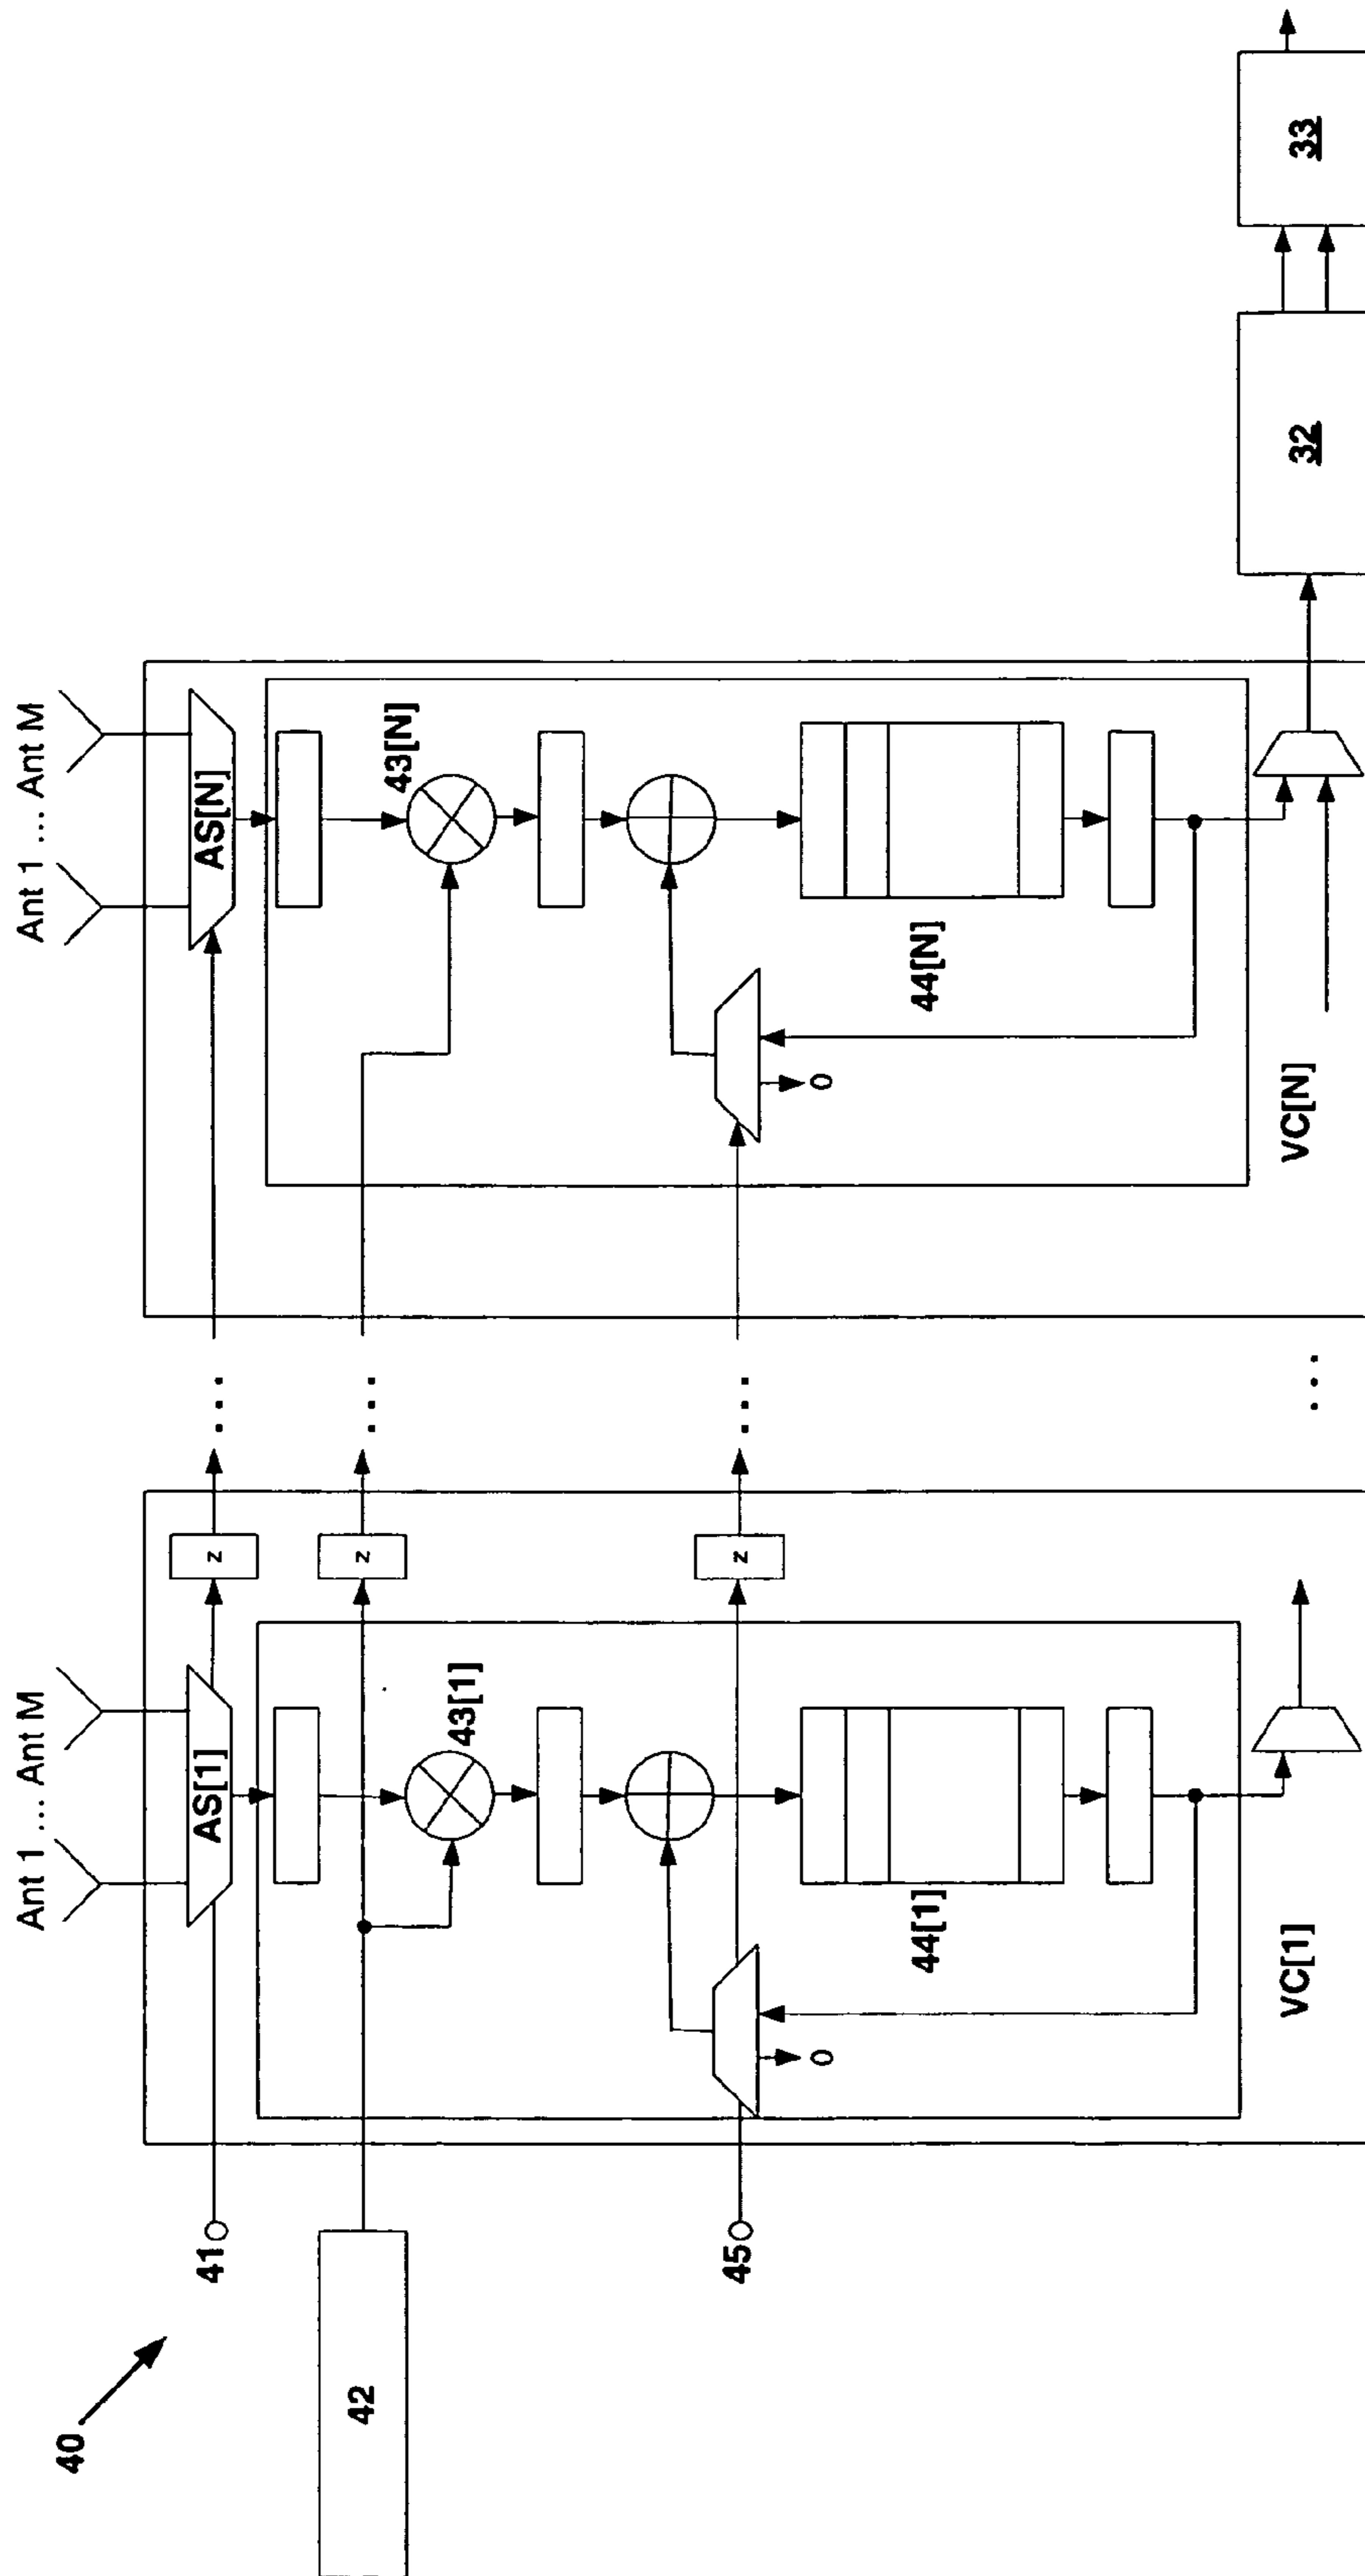 40
42
41
45
Ant 1 ... Ant M
AS[1]
z
z
z
43[1]
0
44[1]
VC[1]
...
...
...
...
Ant 1 ... Ant M
AS[N]
43[N]
0
44[N]
VC[N]
32
33